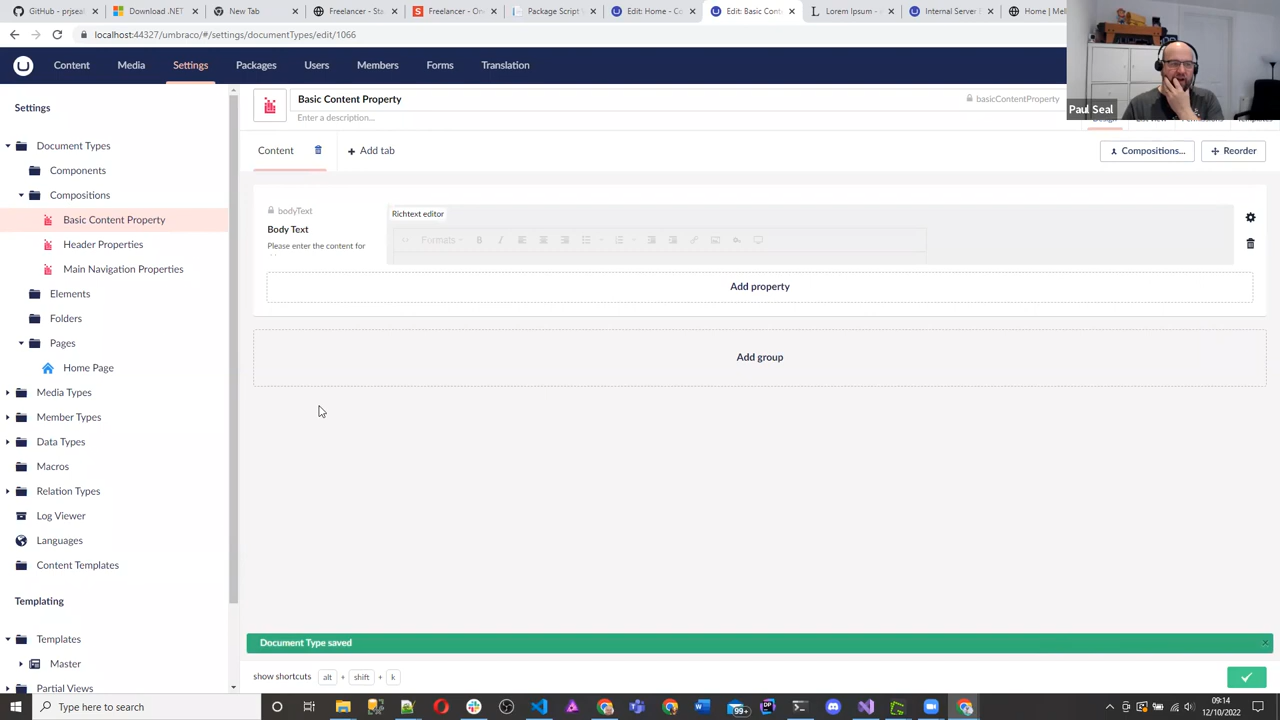 GitHub - prjseal
Download .NET
New Tab
Freelancer - Sta
Freelancer - One
Package Script
Edit: Home - Co
Edit: Basic Cont
Lorem Ipsum -
Internal Server
Home | Mel
localhost:44327/umbraco/#/settings/documentTypes/edit/1066
Content
Media
Settings
Packages
Users
Members
Forms
Translation
Paul Seal
Settings
Document Types
Components
Compositions
Basic Content Property
Header Properties
Main Navigation Properties
Elements
Folders
Pages
Home Page
Media Types
Member Types
Data Types
Macros
Relation Types
Log Viewer
Languages
Content Templates
Templating
Templates
Master
Partial Views
Basic Content Property
basicContentProperty
Enter a description...
Content
Add tab
Compositions...
Reorder
bodyText
Body Text
Please enter the content for
Richtext editor
Formats
Add property
Add group
Document Type saved
show shortcuts alt + shift + k
Type here to search
99+
09:14
12/10/2022